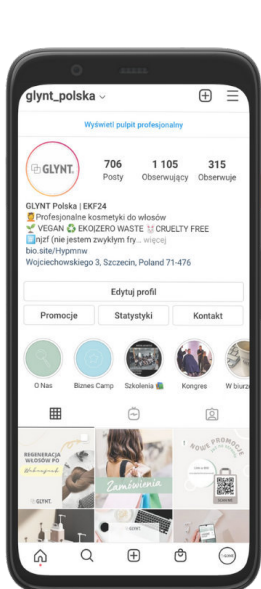 glynt_polska
Wyświetl pulpit profesjonalny
GLYNT.
706 1 105 315
Posty Obserwujący Obserwuje
GLYNT Polska | EKF24
Profesjonalne kosmetyki do włosów
VEGAN EKO|ZERO WASTE CRUELTY FREE
njzf (nie jestem zwykłym fry... więcej
bio.site/Hypmnw
Wojciechowskiego 3, Szczecin, Poland 71-476
Edytuj profil
Promocje Statystyki Kontakt
O Nas Biznes Camp Szkolenia Kongres W biurz
REGENERACJA
WŁOSÓW PO
GLYNT.
Zamówienia
NOWE PROMOCJE
GLYNT